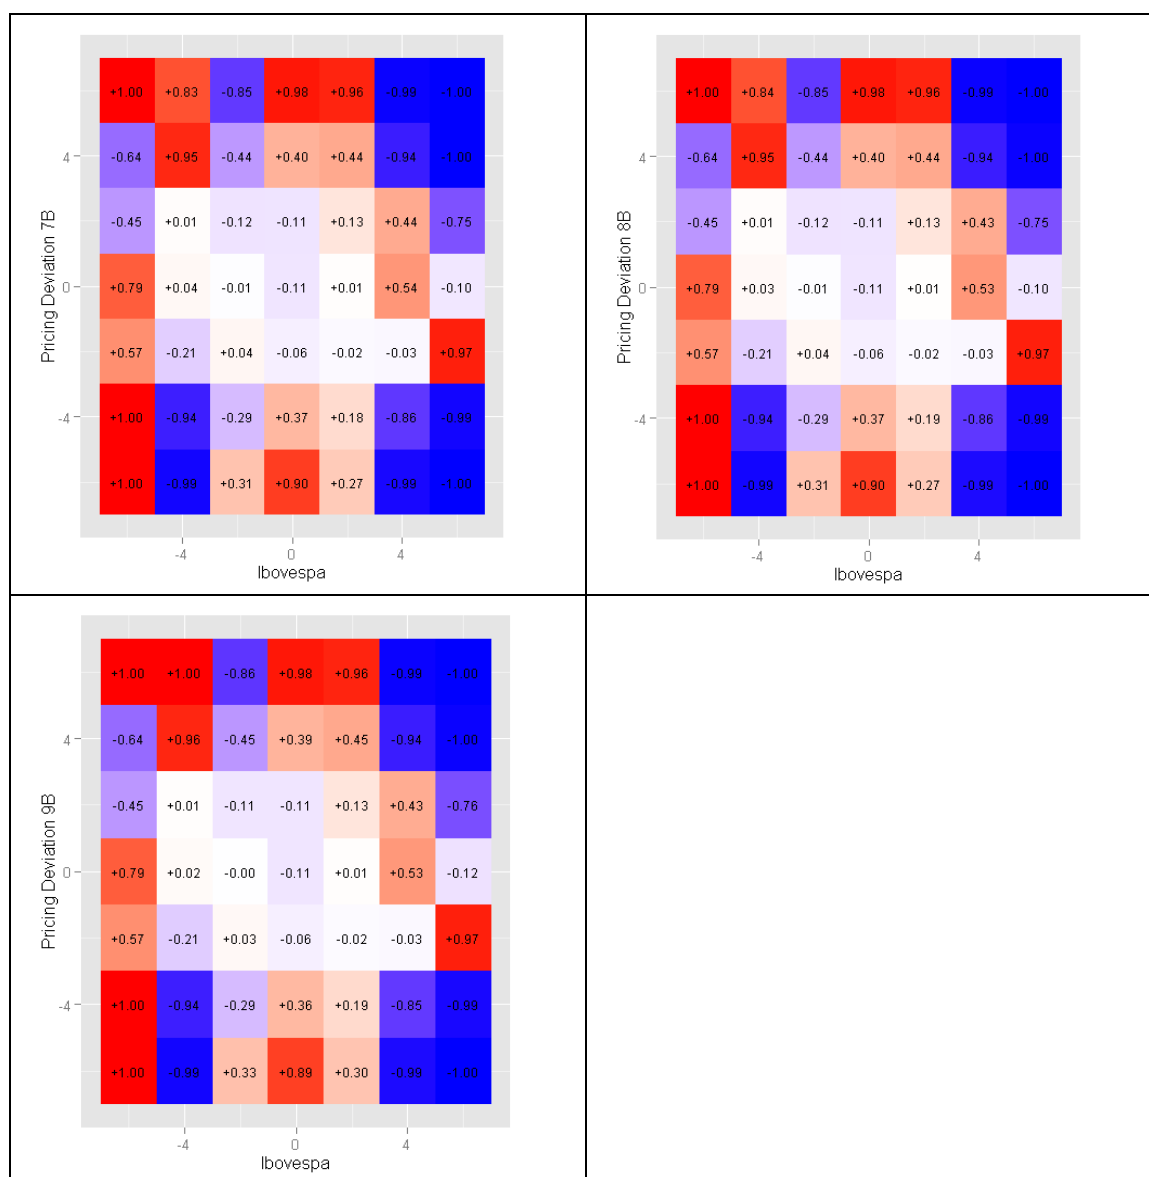 +1.00 +0.83 -0.85 +0.98 +0.96 -0.99 -1.00
4 -0.64 +0.95 -0.44 +0.40 +0.44 -0.94 -1.00
-0.45 +0.01 -0.12 -0.11 +0.13 +0.44 -0.75
0 +0.79 +0.04 -0.01 -0.11 +0.01 +0.54 -0.10
+0.57 -0.21 +0.04 -0.06 -0.02 -0.03 +0.97
-4 +1.00 -0.94 -0.29 +0.37 +0.18 -0.86 -0.99
+1.00 -0.99 +0.31 +0.90 +0.27 -0.99 -1.00
Pricing Deviation 7B
-4 0 4
Ibovespa
+1.00 +0.84 -0.85 +0.98 +0.96 -0.99 -1.00
4 -0.64 +0.95 -0.44 +0.40 +0.44 -0.94 -1.00
-0.45 +0.01 -0.12 -0.11 +0.13 +0.43 -0.75
0 +0.79 +0.03 -0.01 -0.11 +0.01 +0.53 -0.10
+0.57 -0.21 +0.04 -0.06 -0.02 -0.03 +0.97
-4 +1.00 -0.94 -0.29 +0.37 +0.19 -0.86 -0.99
+1.00 -0.99 +0.31 +0.90 +0.27 -0.99 -1.00
Pricing Deviation 8B
-4 0 4
Ibovespa
+1.00 +1.00 -0.86 +0.98 +0.96 -0.99 -1.00
4 -0.64 +0.96 -0.45 +0.39 +0.45 -0.94 -1.00
-0.45 +0.01 -0.11 -0.11 +0.13 +0.43 -0.76
0 +0.79 +0.02 -0.00 -0.11 +0.01 +0.53 -0.12
+0.57 -0.21 +0.03 -0.06 -0.02 -0.03 +0.97
-4 +1.00 -0.94 -0.29 +0.36 +0.19 -0.85 -0.99
+1.00 -0.99 +0.33 +0.89 +0.30 -0.99 -1.00
Pricing Deviation 9B
-4 0 4
Ibovespa